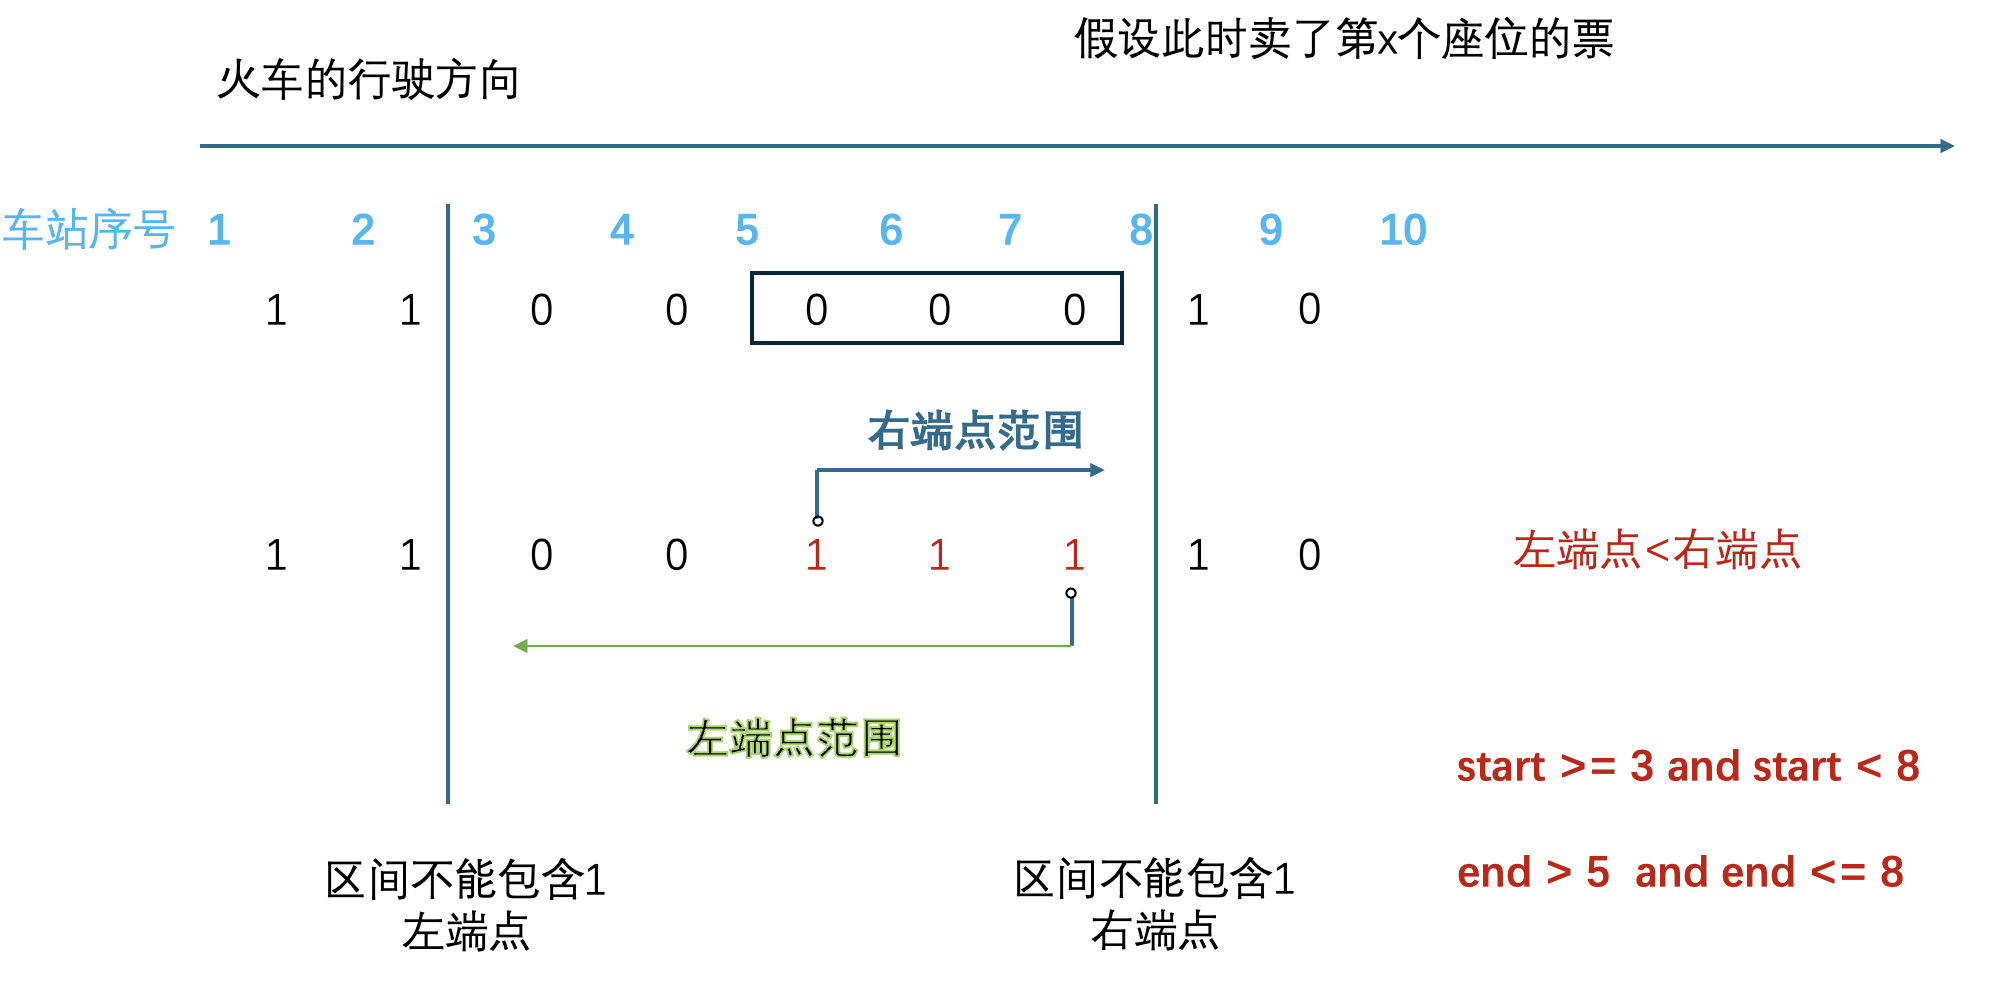 假设此时卖了第x个座位的票
火车的行驶方向
车站序号 1 2 3 4 5 6 7 8 9 10
1 1 0 0 0 0 0 1 0
右端点范围
1 1 0 0 1 1 1 1 0
左端点<右端点
左端点范围
start >= 3 and start < 8
end > 5 and end <= 8
区间不能包含1
左端点
区间不能包含1
右端点